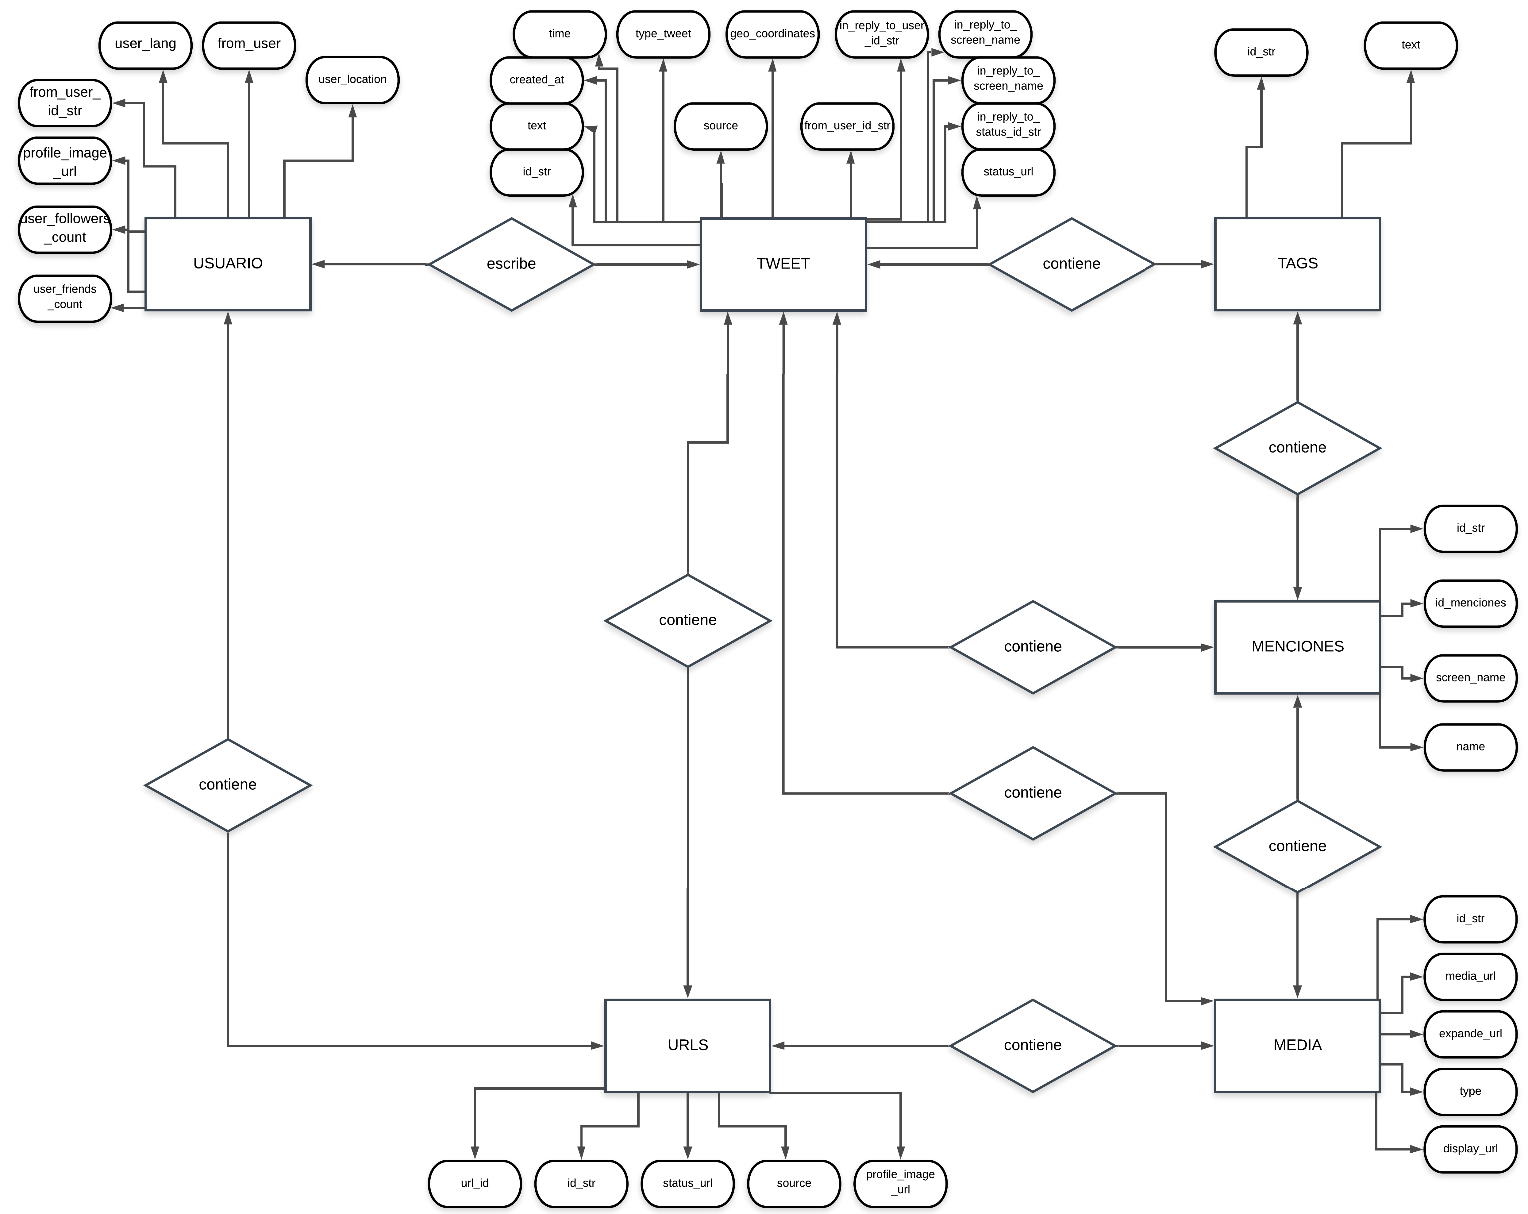 user_lang
from_user
user_location
from_user_
id_str
profile_image
_url
user_followers
_count
user_friends
_count
USUARIO
escribe
time
type_tweet
geo_coordinates
in_reply_to_user
_id_str
in_reply_to_
screen_name
created_at
in_reply_to_
screen_name
text
source
from_user_id_str
in_reply_to_
status_id_str
id_str
status_url
TWEET
contiene
id_str
text
TAGS
contiene
id_str
id_menciones
screen_name
name
MENCIONES
contiene
contiene
contiene
contiene
contiene
id_str
media_url
expande_url
type
display_url
MEDIA
contiene
URLS
url_id
id_str
status_url
source
profile_image
_url